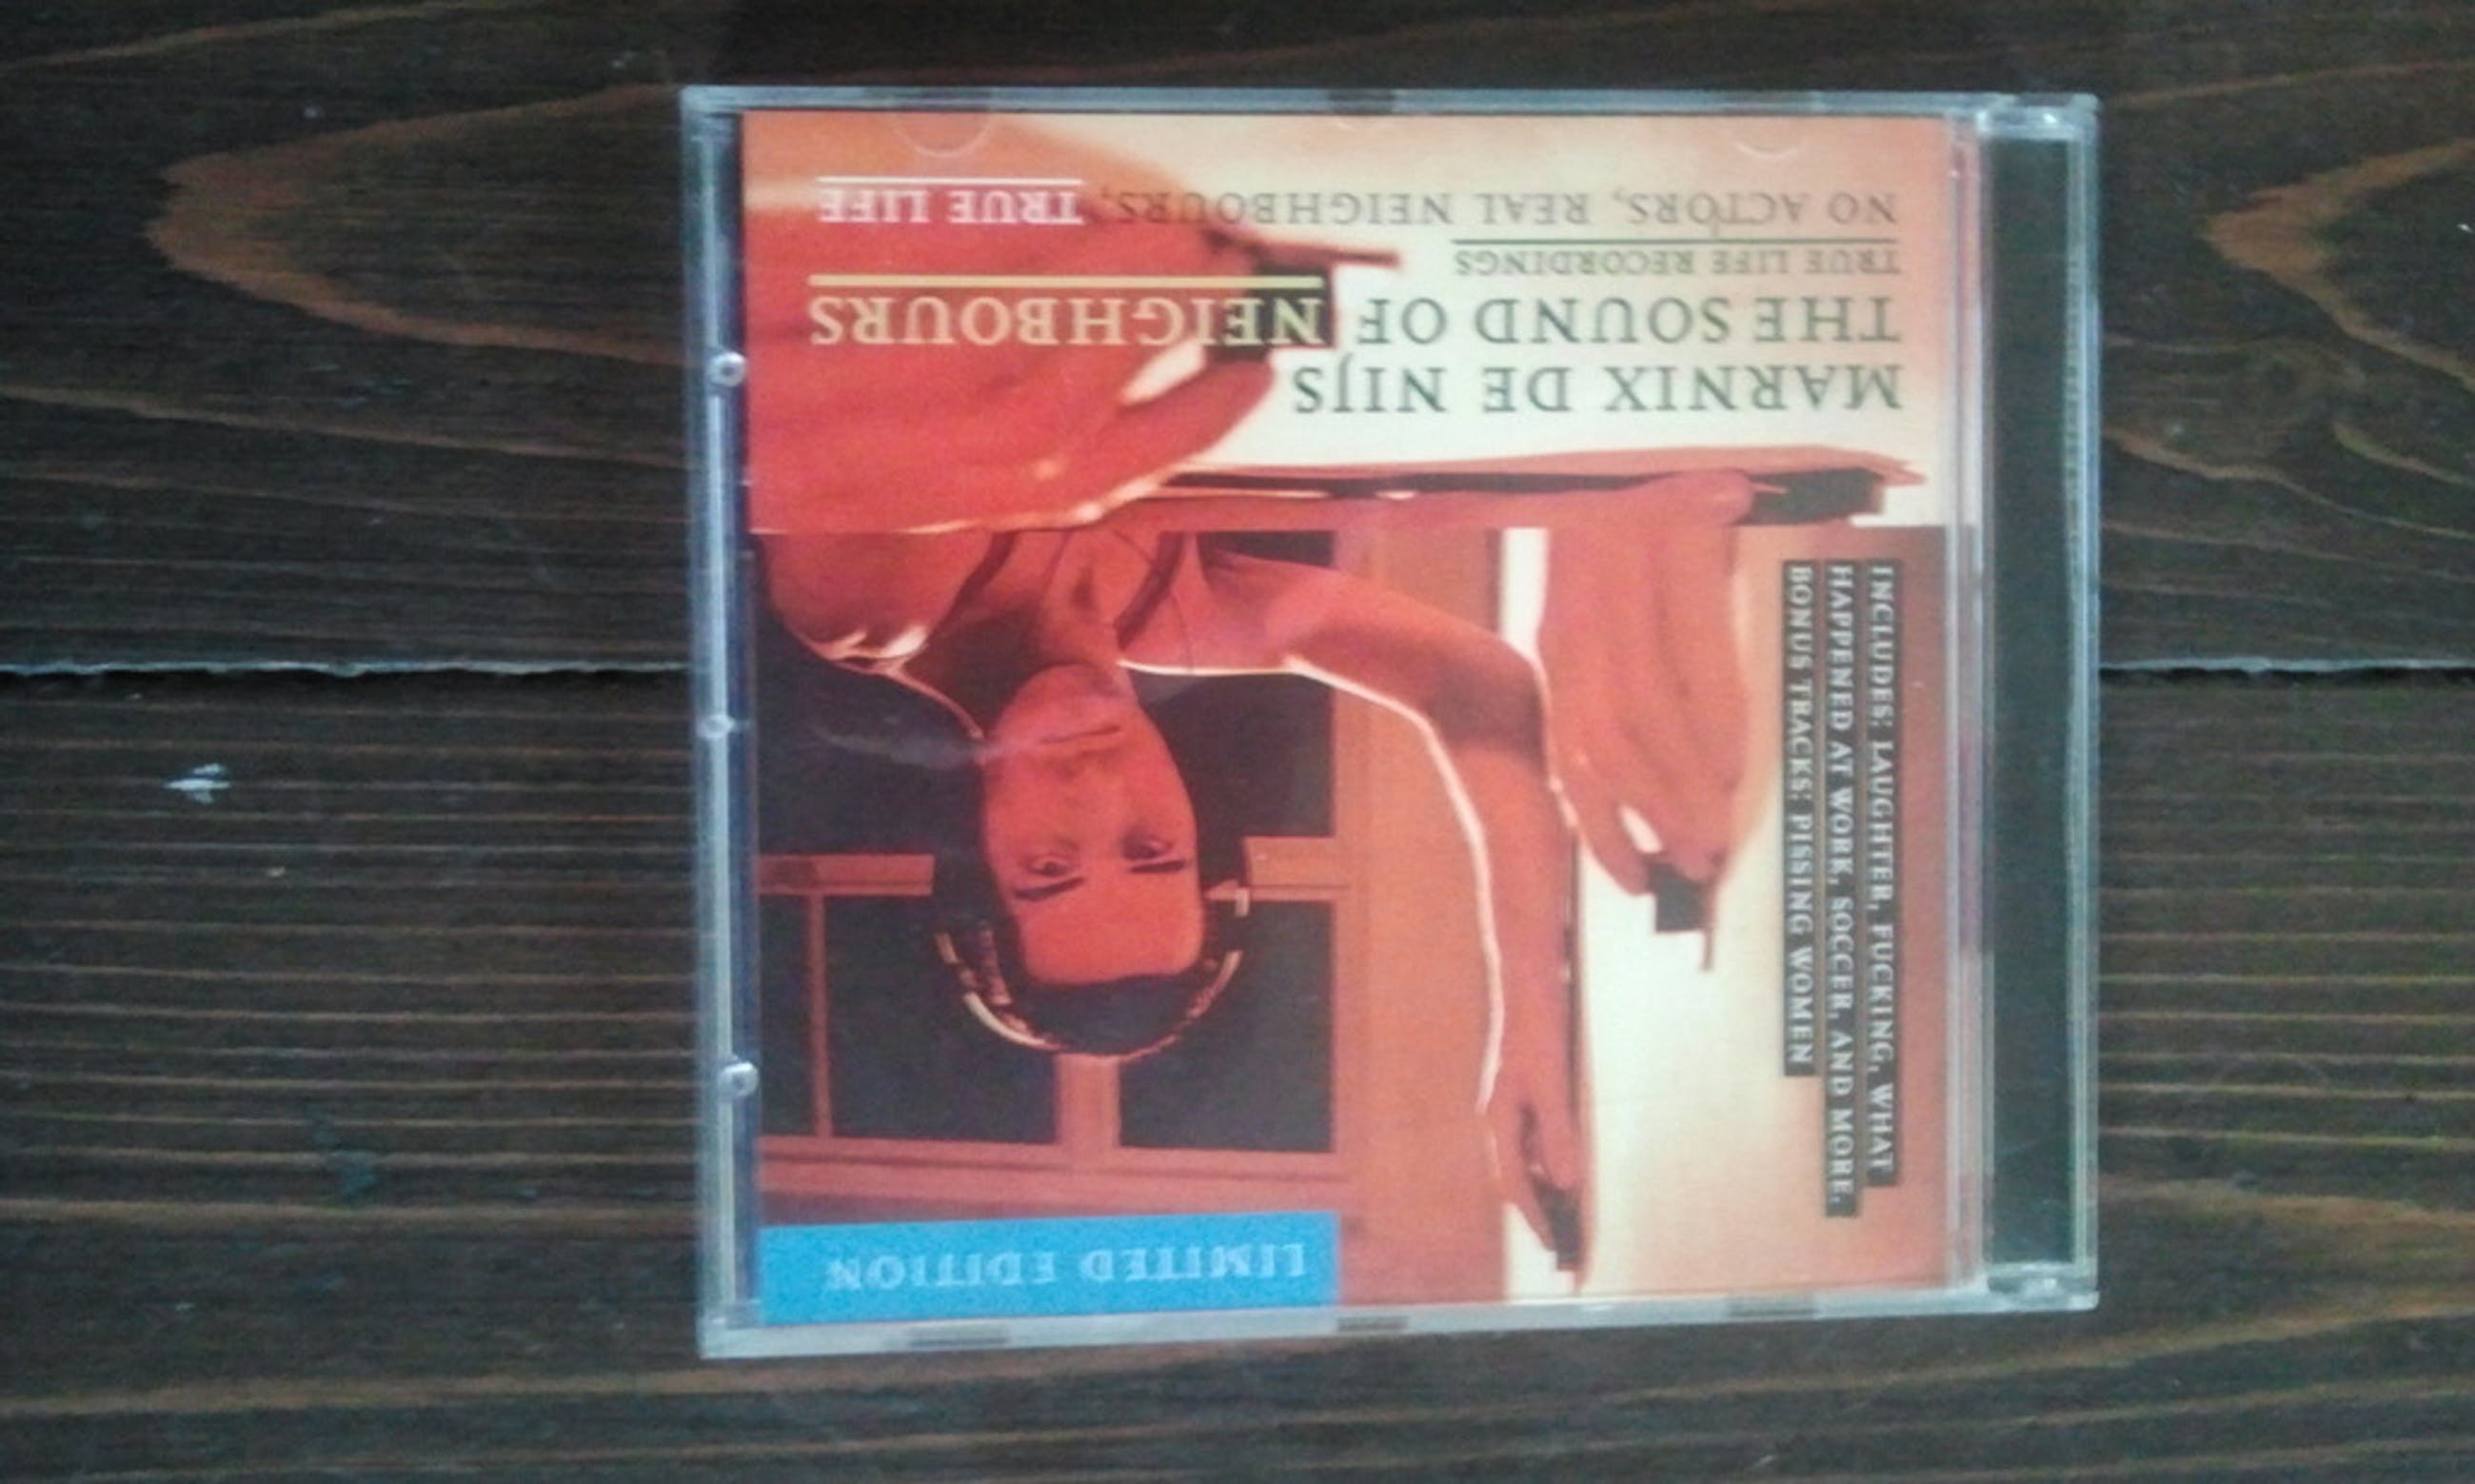 LIMITED EDITION
INCLUDES: LAUGHTER, FUCKING, WHAT
HAPPENED AT WORK, SOCCER, AND MORE.
BONUS TRACKS: PISSING WOMEN
MARNIX DE NIJS
THE SOUND OF NEIGHBOURS
TRUE LIFE RECORDINGS
NO ACTORS, REAL NEIGHBOURS, TRUE LIFE